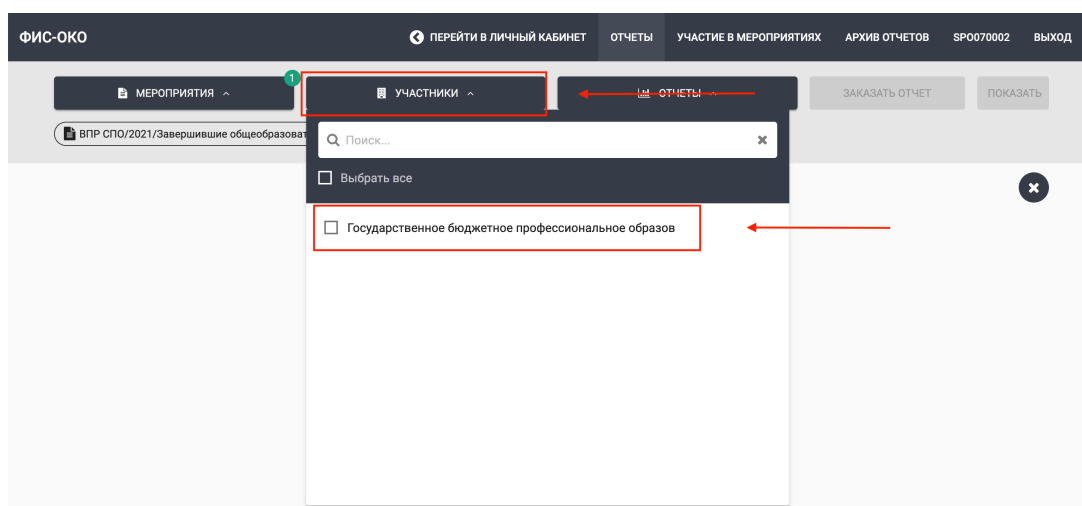 ФИС-ОКО ПЕРЕЙТИ В ЛИЧНЫЙ КАБИНЕТ ОТЧЕТЫ УЧАСТИЕ В МЕРОПРИЯТИЯХ АРХИВ ОТЧЕТОВ SPO070002 ВЫХОД
МЕРОПРИЯТИЯ 1 УЧАСТНИКИ ОТЧЕТЫ ЗАКАЗАТЬ ОТЧЕТ ПОКАЗАТЬ
ВПР СПО/2021/Завершившие общеобразоват
Поиск...
Выбрать все
Государственное бюджетное профессиональное образов